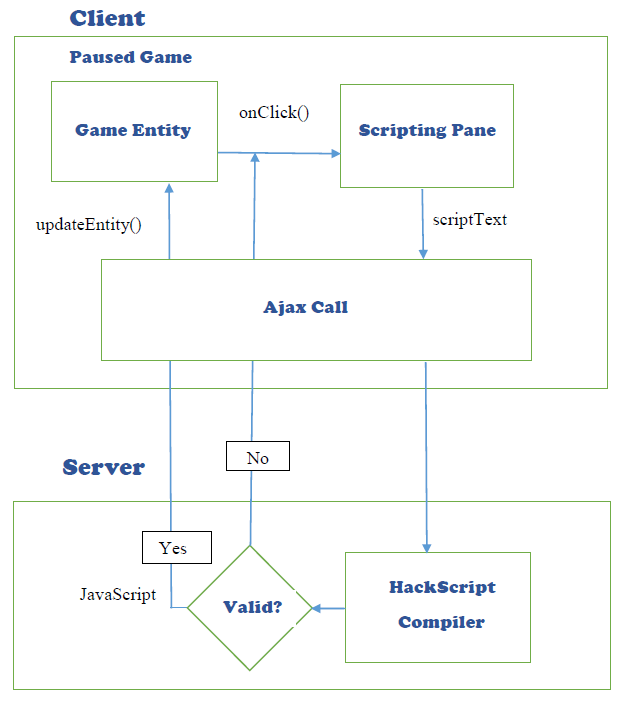 Client
Paused Game
onClick()
Game Entity
Scripting Pane
updateEntity()
scriptText
Ajax Call
Server
No
Yes
JavaScript
Valid?
HackScript
Compiler